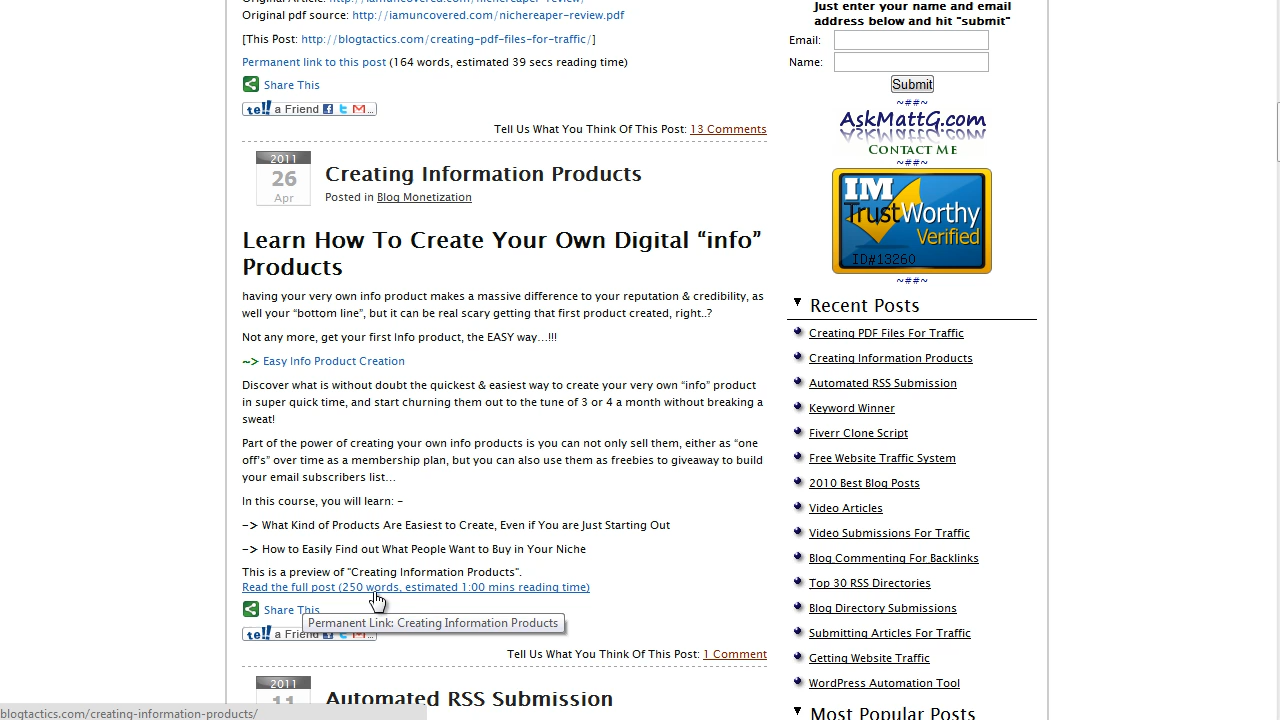 Original Article: http://iamuncovered.com/nichereaper-review/
Original pdf source: http://iamuncovered.com/nichereaper-review.pdf
[This Post: http://blogtactics.com/creating-pdf-files-for-traffic/]
Permanent link to this post (164 words, estimated 39 secs reading time)
Share This
tell a Friend ...
Tell Us What You Think Of This Post: 13 Comments
2011
26
Apr
Creating Information Products
Posted in Blog Monetization
Learn How To Create Your Own Digital “info”
Products
having your very own info product makes a massive difference to your reputation & credibility, as
well your “bottom line”, but it can be real scary getting that first product created, right..?
Not any more, get your first Info product, the EASY way…!!!
~> Easy Info Product Creation
Discover what is without doubt the quickest & easiest way to create your very own “info” product
in super quick time, and start churning them out to the tune of 3 or 4 a month without breaking a
sweat!
Part of the power of creating your own info products is you can not only sell them, either as “one
off’s” over time as a membership plan, but you can also use them as freebies to giveaway to build
your email subscribers list…
In this course, you will learn: –
–> What Kind of Products Are Easiest to Create, Even if You are Just Starting Out
–> How to Easily Find out What People Want to Buy in Your Niche
This is a preview of "Creating Information Products".
Read the full post (250 words, estimated 1:00 mins reading time)
Share This
Permanent Link: Creating Information Products
tell a Friend
Tell Us What You Think Of This Post: 1 Comment
2011
11
Automated RSS Submission
blogtactics.com/creating-information-products/
Just enter your name and email
address below and hit "submit"
Email:
Name:
Submit
~##~
AskMattG.com
Contact Me
~##~
IM
TrustWorthy
Verified
ID#13260
~##~
Recent Posts
Creating PDF Files For Traffic
Creating Information Products
Automated RSS Submission
Keyword Winner
Fiverr Clone Script
Free Website Traffic System
2010 Best Blog Posts
Video Articles
Video Submissions For Traffic
Blog Commenting For Backlinks
Top 30 RSS Directories
Blog Directory Submissions
Submitting Articles For Traffic
Getting Website Traffic
WordPress Automation Tool
Most Popular Posts